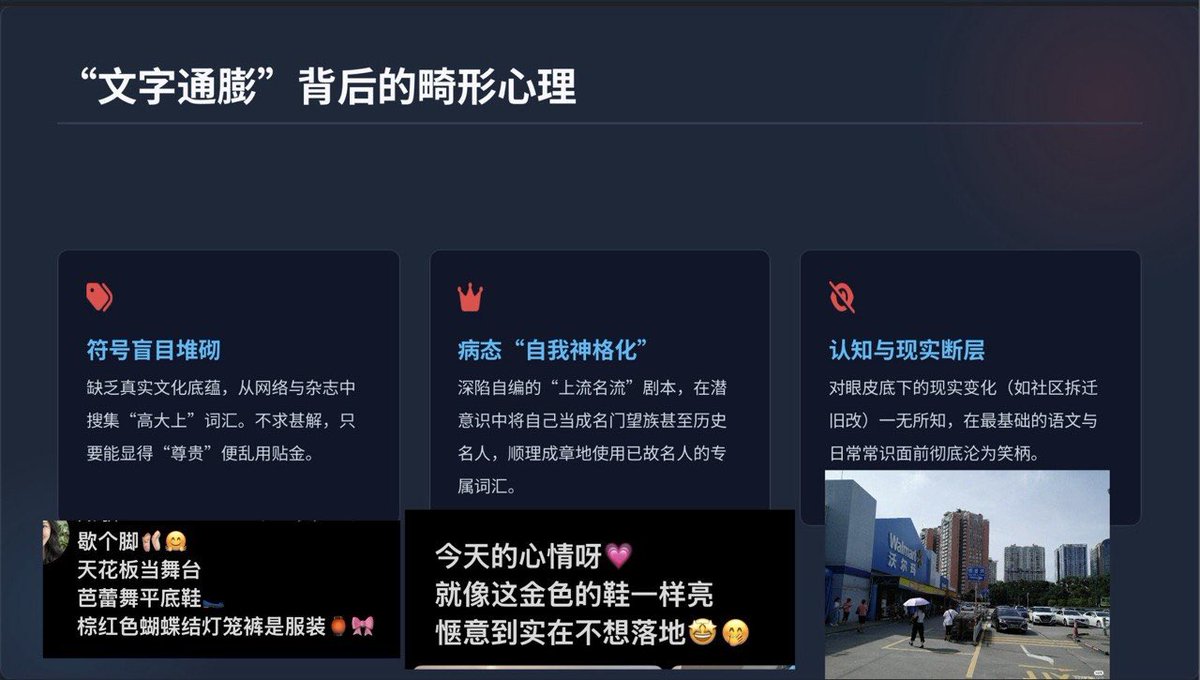 “文字通膨”背后的畸形心理
符号盲目堆砌
缺乏真实文化底蕴，从网络与杂志中
搜集“高大上”词汇。不求甚解，只
要能显得“尊贵”便乱用贴金。
病态“自我神格化”
深陷自编的“上流名流”剧本，在潜
意识中将自己当成名门望族甚至历史
名人，顺理成章地使用已故名人的专
属词汇。
认知与现实断层
对眼皮底下的现实变化（如社区拆迁
旧改）一无所知，在最基础的语文与
日常常识面前彻底沦为笑柄。
歇个脚👣🤗
天花板当舞台
芭蕾舞平底鞋🥿
棕红色蝴蝶结灯笼裤是服装🏮🎀
今天的心情呀💗
就像这金色的鞋一样亮
惬意到实在不想落地🤩🤭
Walmart
沃尔玛